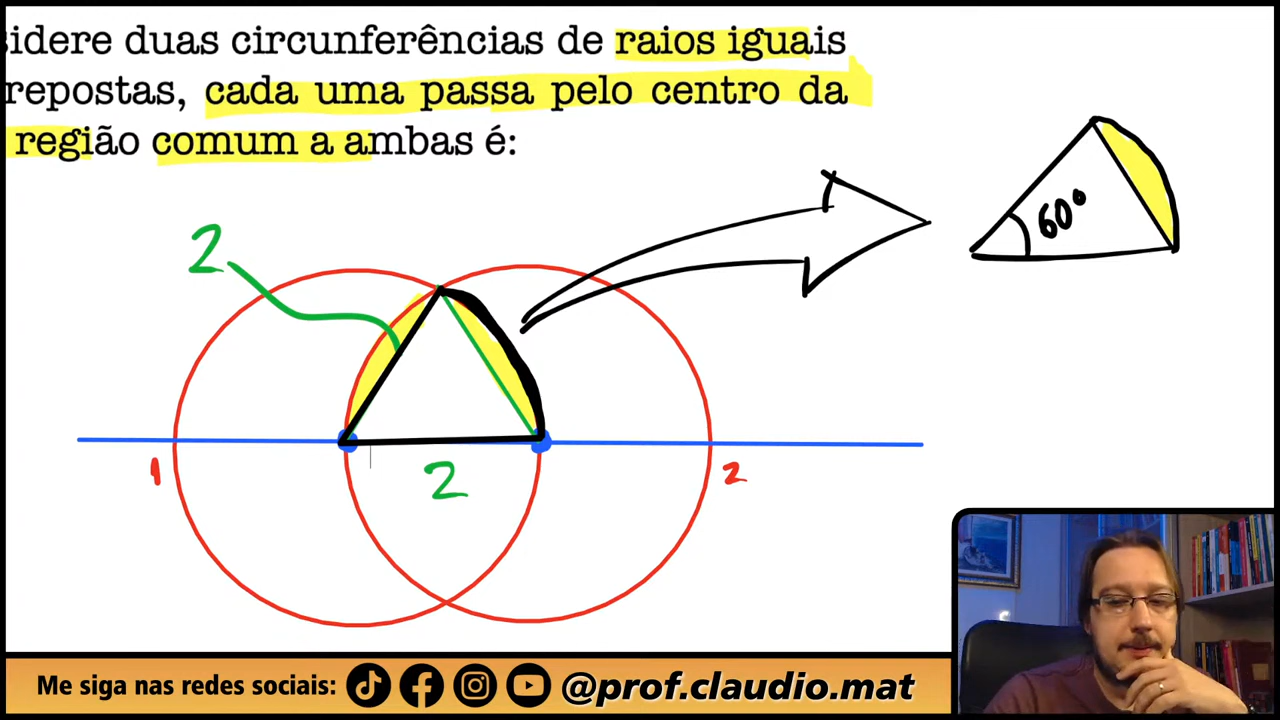 sidere duas circunferências de raios iguais
repostas, cada uma passa pelo centro da
região comum a ambas é:
60°
2
2
1
2
Me siga nas redes sociais: @prof.claudio.mat